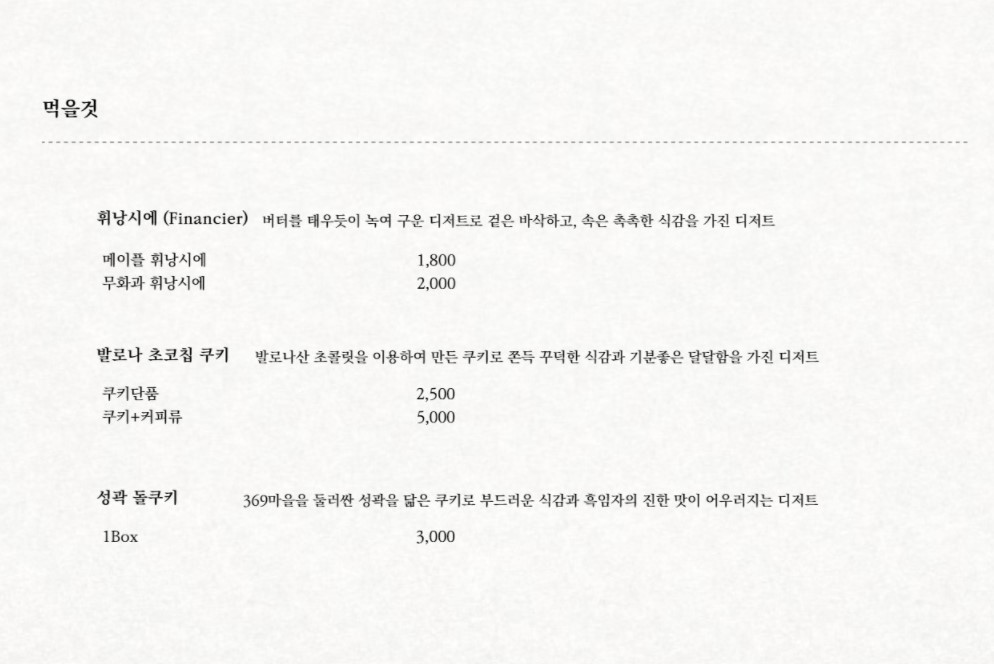 먹을것
휘낭시에 (Financier) 버터를 태우듯이 녹여 구운 디저트로 겉은 바삭하고, 속은 촉촉한 식감을 가진 디저트
메이플 휘낭시에 1,800
무화과 휘낭시에 2,000
발로나 초코칩 쿠키 발로나산 초콜릿을 이용하여 만든 쿠키로 쫀득 꾸덕한 식감과 기분좋은 달달함을 가진 디저트
쿠키단품 2,500
쿠키+커피류 5,000
성곽 돌쿠키 369마을을 둘러싼 성곽을 닮은 쿠키로 부드러운 식감과 흑임자의 진한 맛이 어우러지는 디저트
1Box 3,000